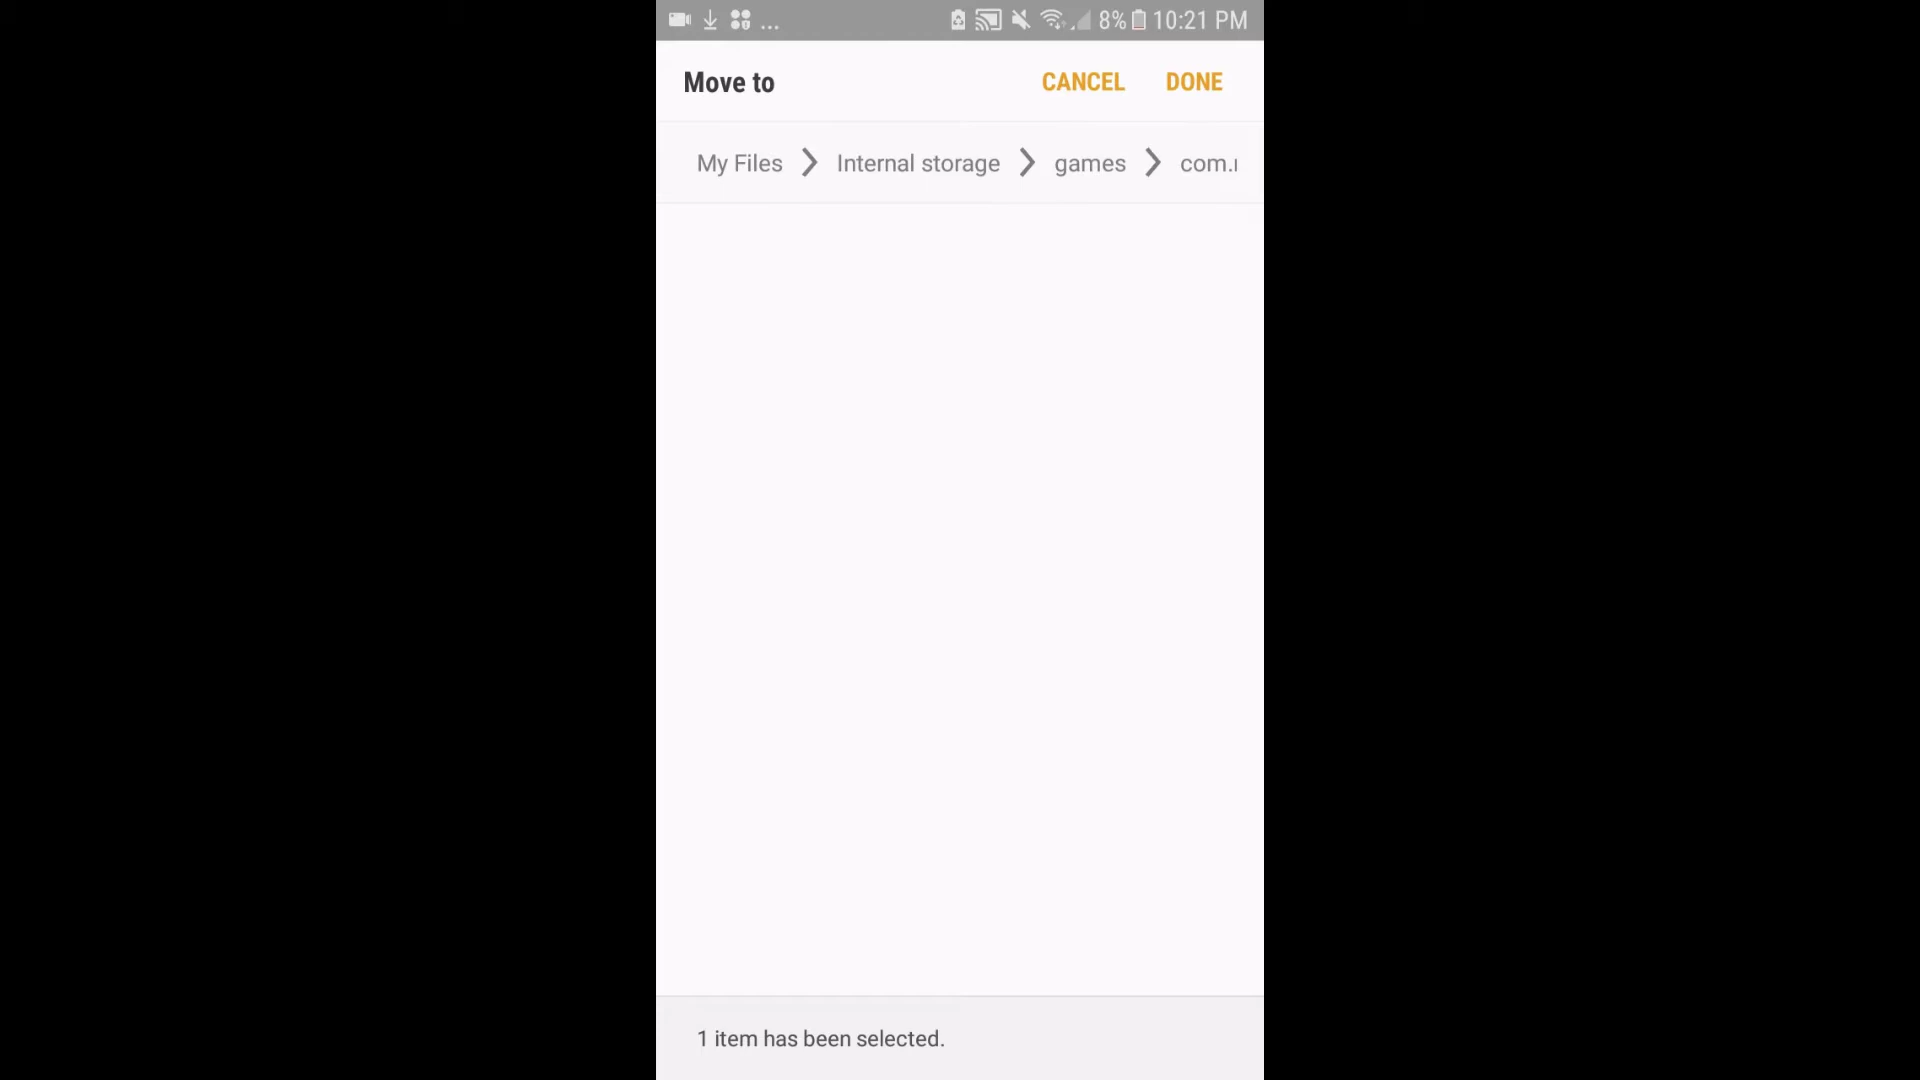 ... 8% 10:21 PM
Move to CANCEL DONE
My Files Internal storage games com.
1 item has been selected.